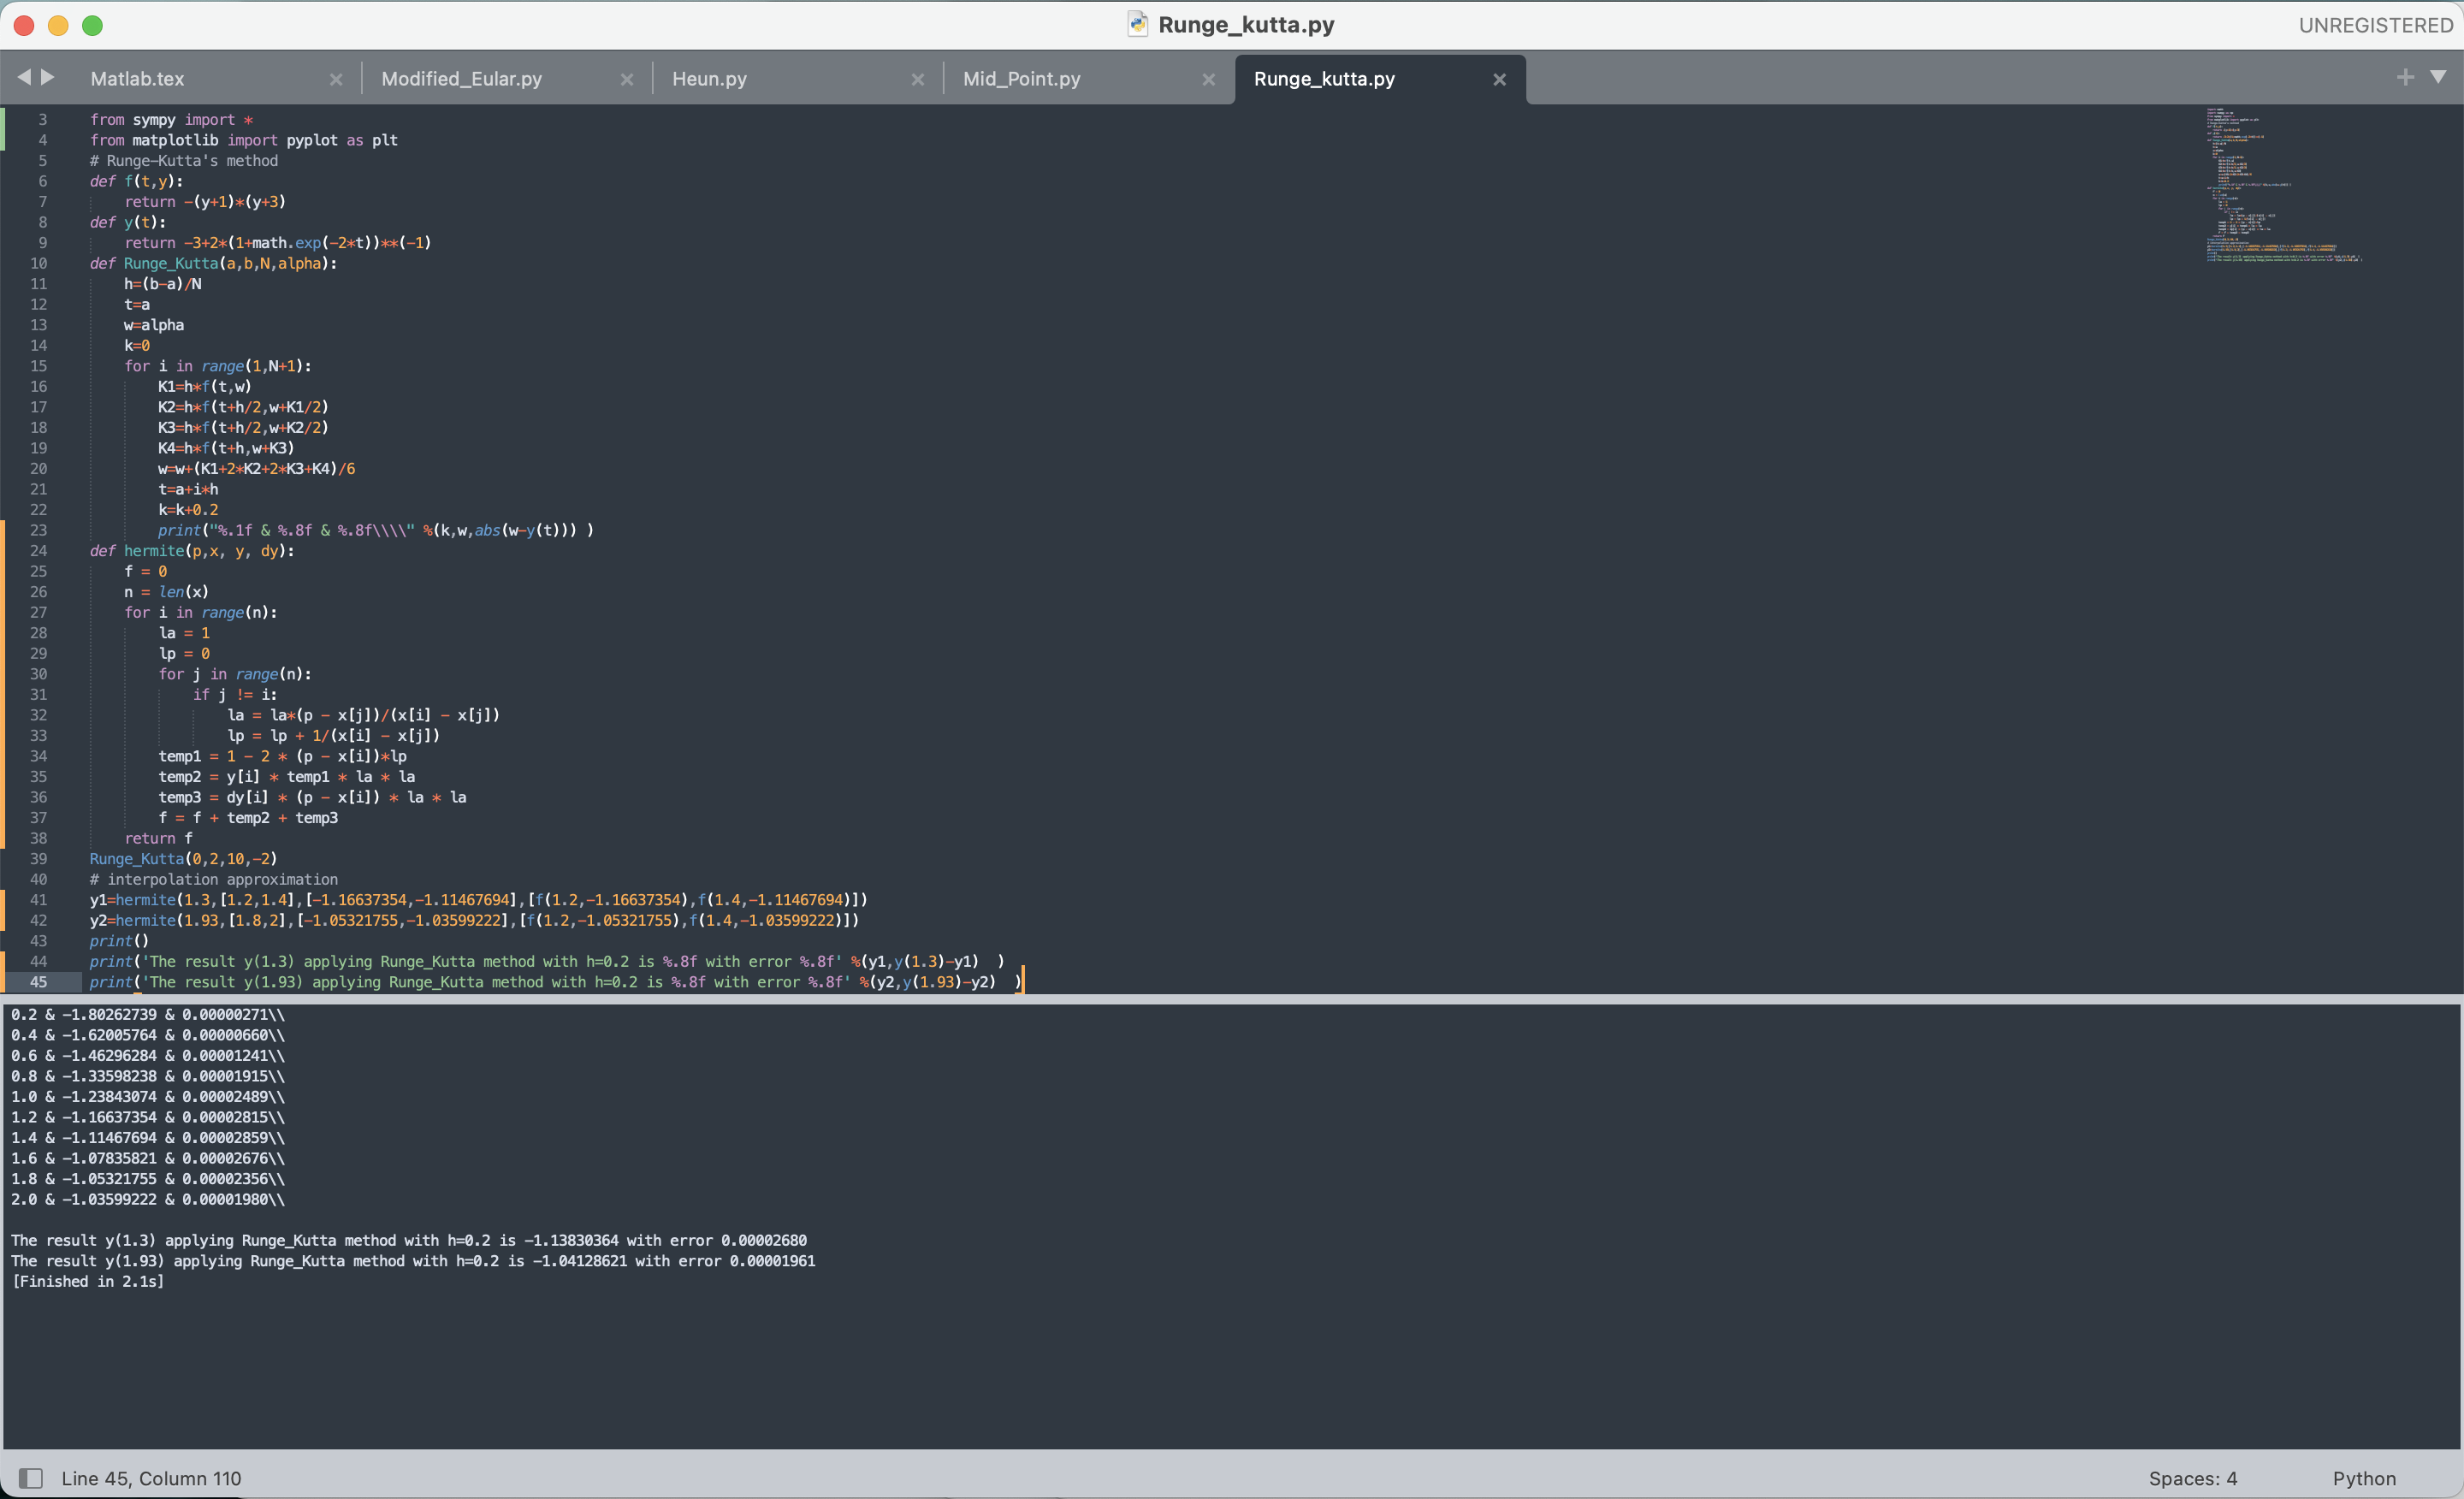 Runge_kutta.py
UNREGISTERED
Matlab.tex
Modified_Eular.py
Heun.py
Mid_Point.py
Runge_kutta.py
3 from sympy import *
4 from matplotlib import pyplot as plt
5 # Runge-Kutta's method
6 def f(t,y):
7 return -(y+1)*(y+3)
8 def y(t):
9 return -3+2*(1+math.exp(-2*t))**(-1)
10 def Runge_Kutta(a,b,N,alpha):
11 h=(b-a)/N
12 t=a
13 w=alpha
14 k=0
15 for i in range(1,N+1):
16 K1=h*f(t,w)
17 K2=h*f(t+h/2,w+K1/2)
18 K3=h*f(t+h/2,w+K2/2)
19 K4=h*f(t+h,w+K3)
20 w=w+(K1+2*K2+2*K3+K4)/6
21 t=a+i*h
22 k=k+0.2
23 print("%.1f & %.8f & %.8f\\\\" %(k,w,abs(w-y(t))) )
24 def hermite(p,x, y, dy):
25 f = 0
26 n = len(x)
27 for i in range(n):
28 la = 1
29 lp = 0
30 for j in range(n):
31 if j != i:
32 la = la*(p - x[j])/(x[i] - x[j])
33 lp = lp + 1/(x[i] - x[j])
34 temp1 = 1 - 2 * (p - x[i])*lp
35 temp2 = y[i] * temp1 * la * la
36 temp3 = dy[i] * (p - x[i]) * la * la
37 f = f + temp2 + temp3
38 return f
39 Runge_Kutta(0,2,10,-2)
40 # interpolation approximation
41 y1=hermite(1.3,[1.2,1.4],[-1.16637354,-1.11467694],[f(1.2,-1.16637354),f(1.4,-1.11467694)])
42 y2=hermite(1.93,[1.8,2],[-1.05321755,-1.03599222],[f(1.2,-1.05321755),f(1.4,-1.03599222)])
43 print()
44 print('The result y(1.3) applying Runge_Kutta method with h=0.2 is %.8f with error %.8f' %(y1,y(1.3)-y1)  )
45 print('The result y(1.93) applying Runge_Kutta method with h=0.2 is %.8f with error %.8f' %(y2,y(1.93)-y2)  )
0.2 & -1.80262739 & 0.00000271\\
0.4 & -1.62005764 & 0.00000660\\
0.6 & -1.46296284 & 0.00001241\\
0.8 & -1.33598238 & 0.00001915\\
1.0 & -1.23843074 & 0.00002489\\
1.2 & -1.16637354 & 0.00002815\\
1.4 & -1.11467694 & 0.00002859\\
1.6 & -1.07835821 & 0.00002676\\
1.8 & -1.05321755 & 0.00002356\\
2.0 & -1.03599222 & 0.00001980\\
The result y(1.3) applying Runge_Kutta method with h=0.2 is -1.13830364 with error 0.00002680
The result y(1.93) applying Runge_Kutta method with h=0.2 is -1.04128621 with error 0.00001961
[Finished in 2.1s]
Line 45, Column 110
Spaces: 4
Python